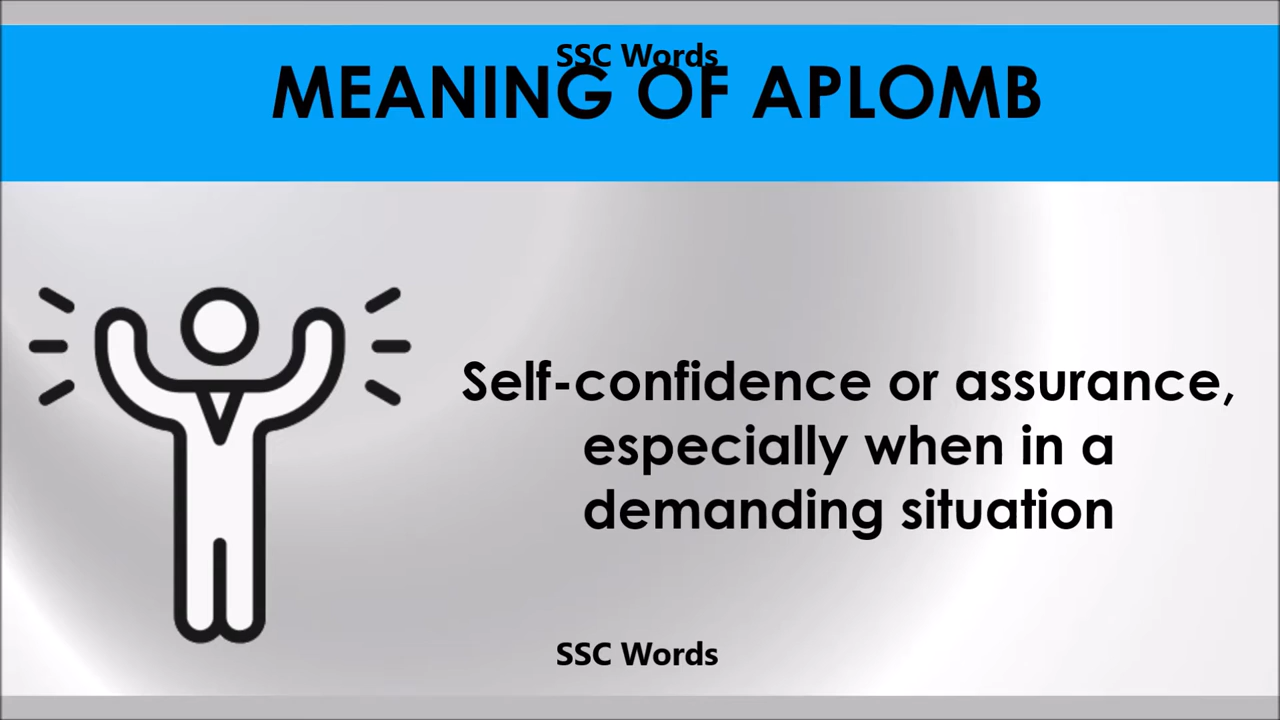 SSC Words
MEANING OF APLOMB
Self-confidence or assurance,
especially when in a
demanding situation
SSC Words